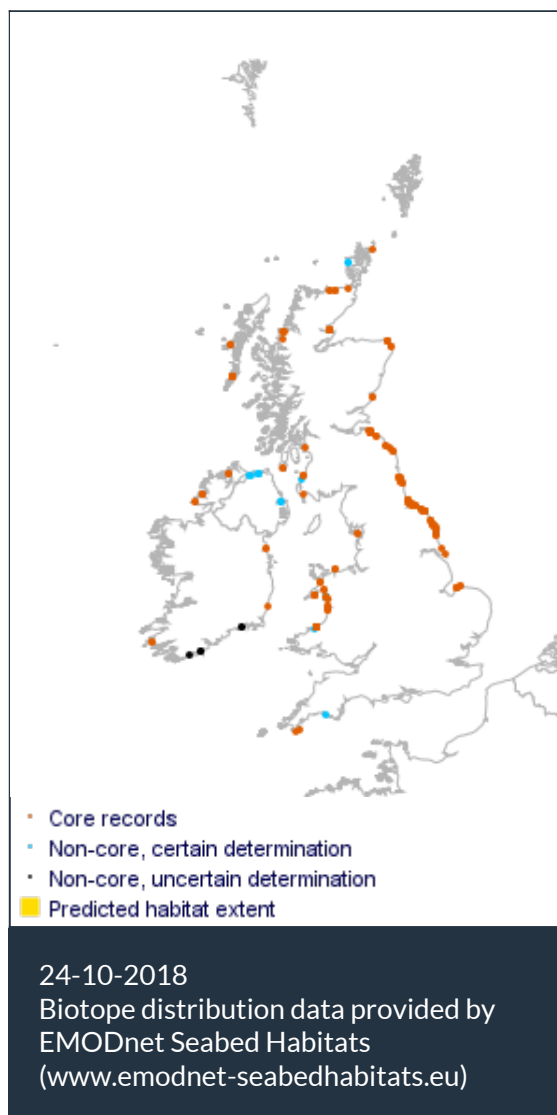 Core records
Non-core, certain determination
Non-core, uncertain determination
Predicted habitat extent
24-10-2018
Biotope distribution data provided by
EMODnet Seabed Habitats
(www.emodnet-seabedhabitats.eu)